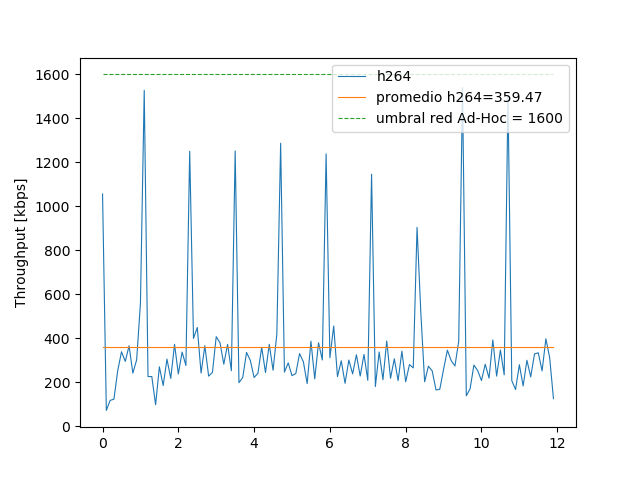 1600
1400
1200
1000
800
600
400
200
0
Throughput [kbps]
0 2 4 6 8 10 12
h264
promedio h264=359.47
umbral red Ad-Hoc = 1600